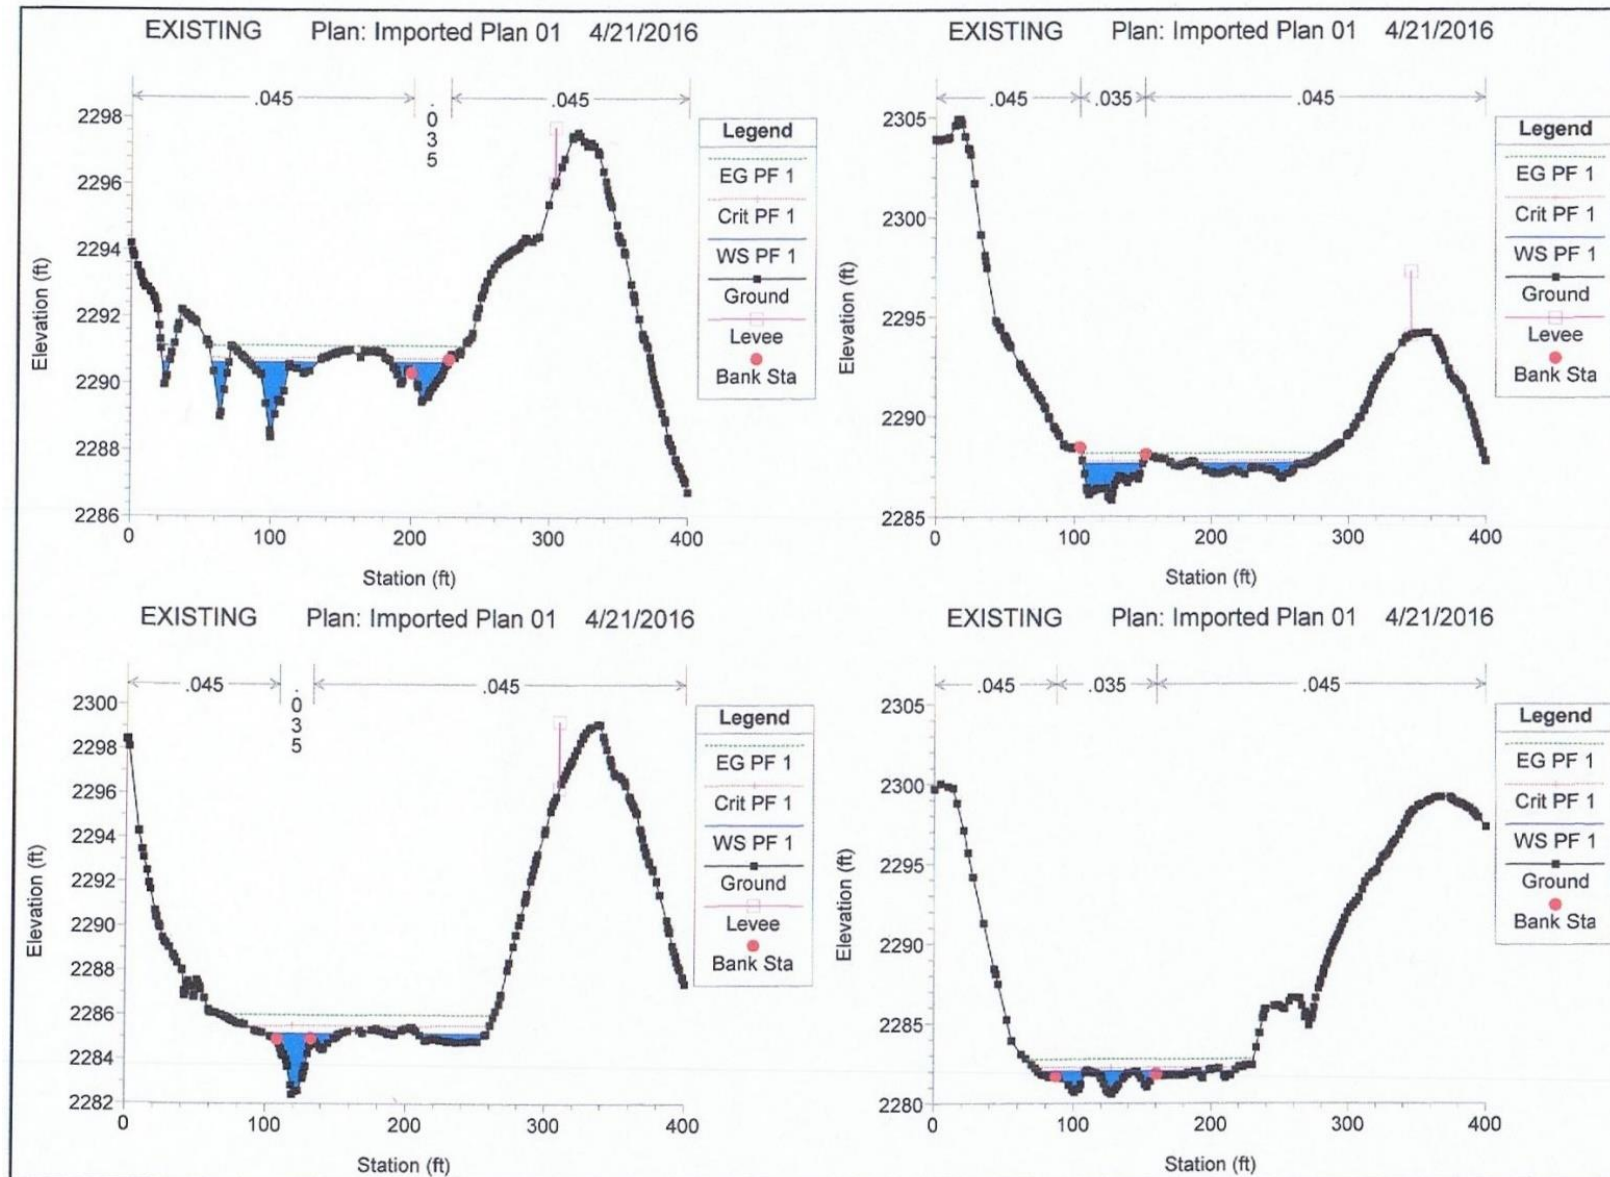 EXISTING Plan: Imported Plan 01 4/21/2016
.045 .035 .045
2298
2296
2294
2292
2290
2288
2286
Elevation (ft)
0 100 200 300 400
Station (ft)
Legend
EG PF 1
Crit PF 1
WS PF 1
Ground
Levee
Bank Sta
EXISTING Plan: Imported Plan 01 4/21/2016
.045 .035 .045
2305
2300
2295
2290
2285
Elevation (ft)
0 100 200 300 400
Station (ft)
Legend
EG PF 1
Crit PF 1
WS PF 1
Ground
Levee
Bank Sta
EXISTING Plan: Imported Plan 01 4/21/2016
.045 .035 .045
2300
2298
2296
2294
2292
2290
2288
2286
2284
2282
Elevation (ft)
0 100 200 300 400
Station (ft)
Legend
EG PF 1
Crit PF 1
WS PF 1
Ground
Levee
Bank Sta
EXISTING Plan: Imported Plan 01 4/21/2016
.045 .035 .045
2305
2300
2295
2290
2285
2280
Elevation (ft)
0 100 200 300 400
Station (ft)
Legend
EG PF 1
Crit PF 1
WS PF 1
Ground
Bank Sta